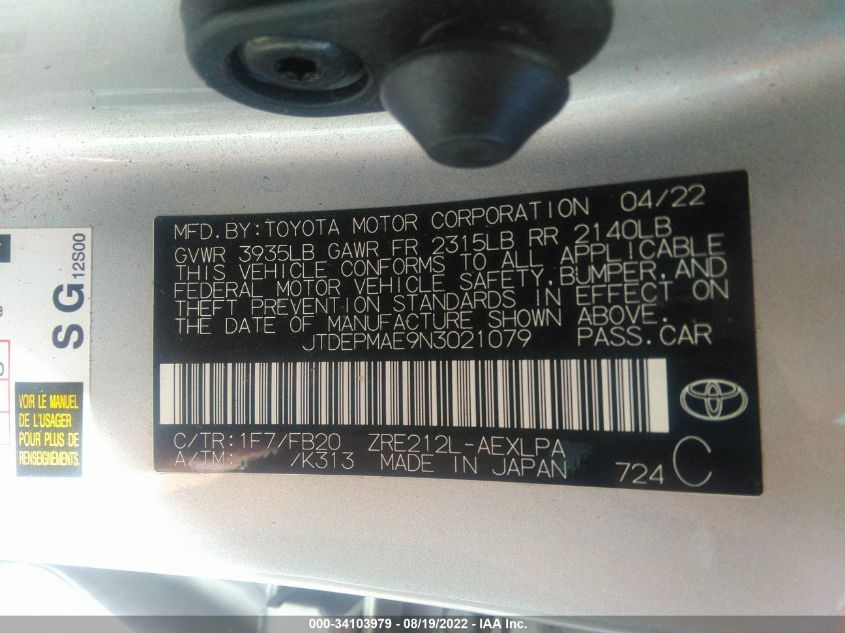 MFD. BY: TOYOTA MOTOR CORPORATION 04/22
GVWR 3935LB GAWR FR 2315LB RR 2140LB
THIS VEHICLE CONFORMS TO ALL APPLICABLE
FEDERAL MOTOR VEHICLE SAFETY, BUMPER, AND
THEFT PREVENTION STANDARDS IN EFFECT ON
THE DATE OF MANUFACTURE SHOWN ABOVE.
JTDEPMAE9N3021079 PASS. CAR
C/TR: 1F7/FB20 ZRE212L-AEXLPA
A/TM: /K313 MADE IN JAPAN 724 C
SG
12S00
VOIR LE MANUEL
DE L'USAGER
POUR PLUS DE
RENSEIGNEMENTS.
000-34103979 - 08/19/2022 - IAA Inc.